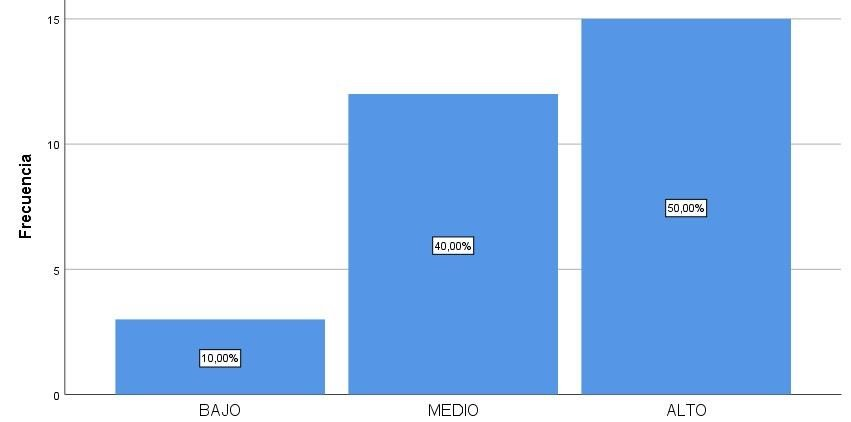 Frecuencia
15
10
5
0
10,00%
40,00%
50,00%
BAJO
MEDIO
ALTO